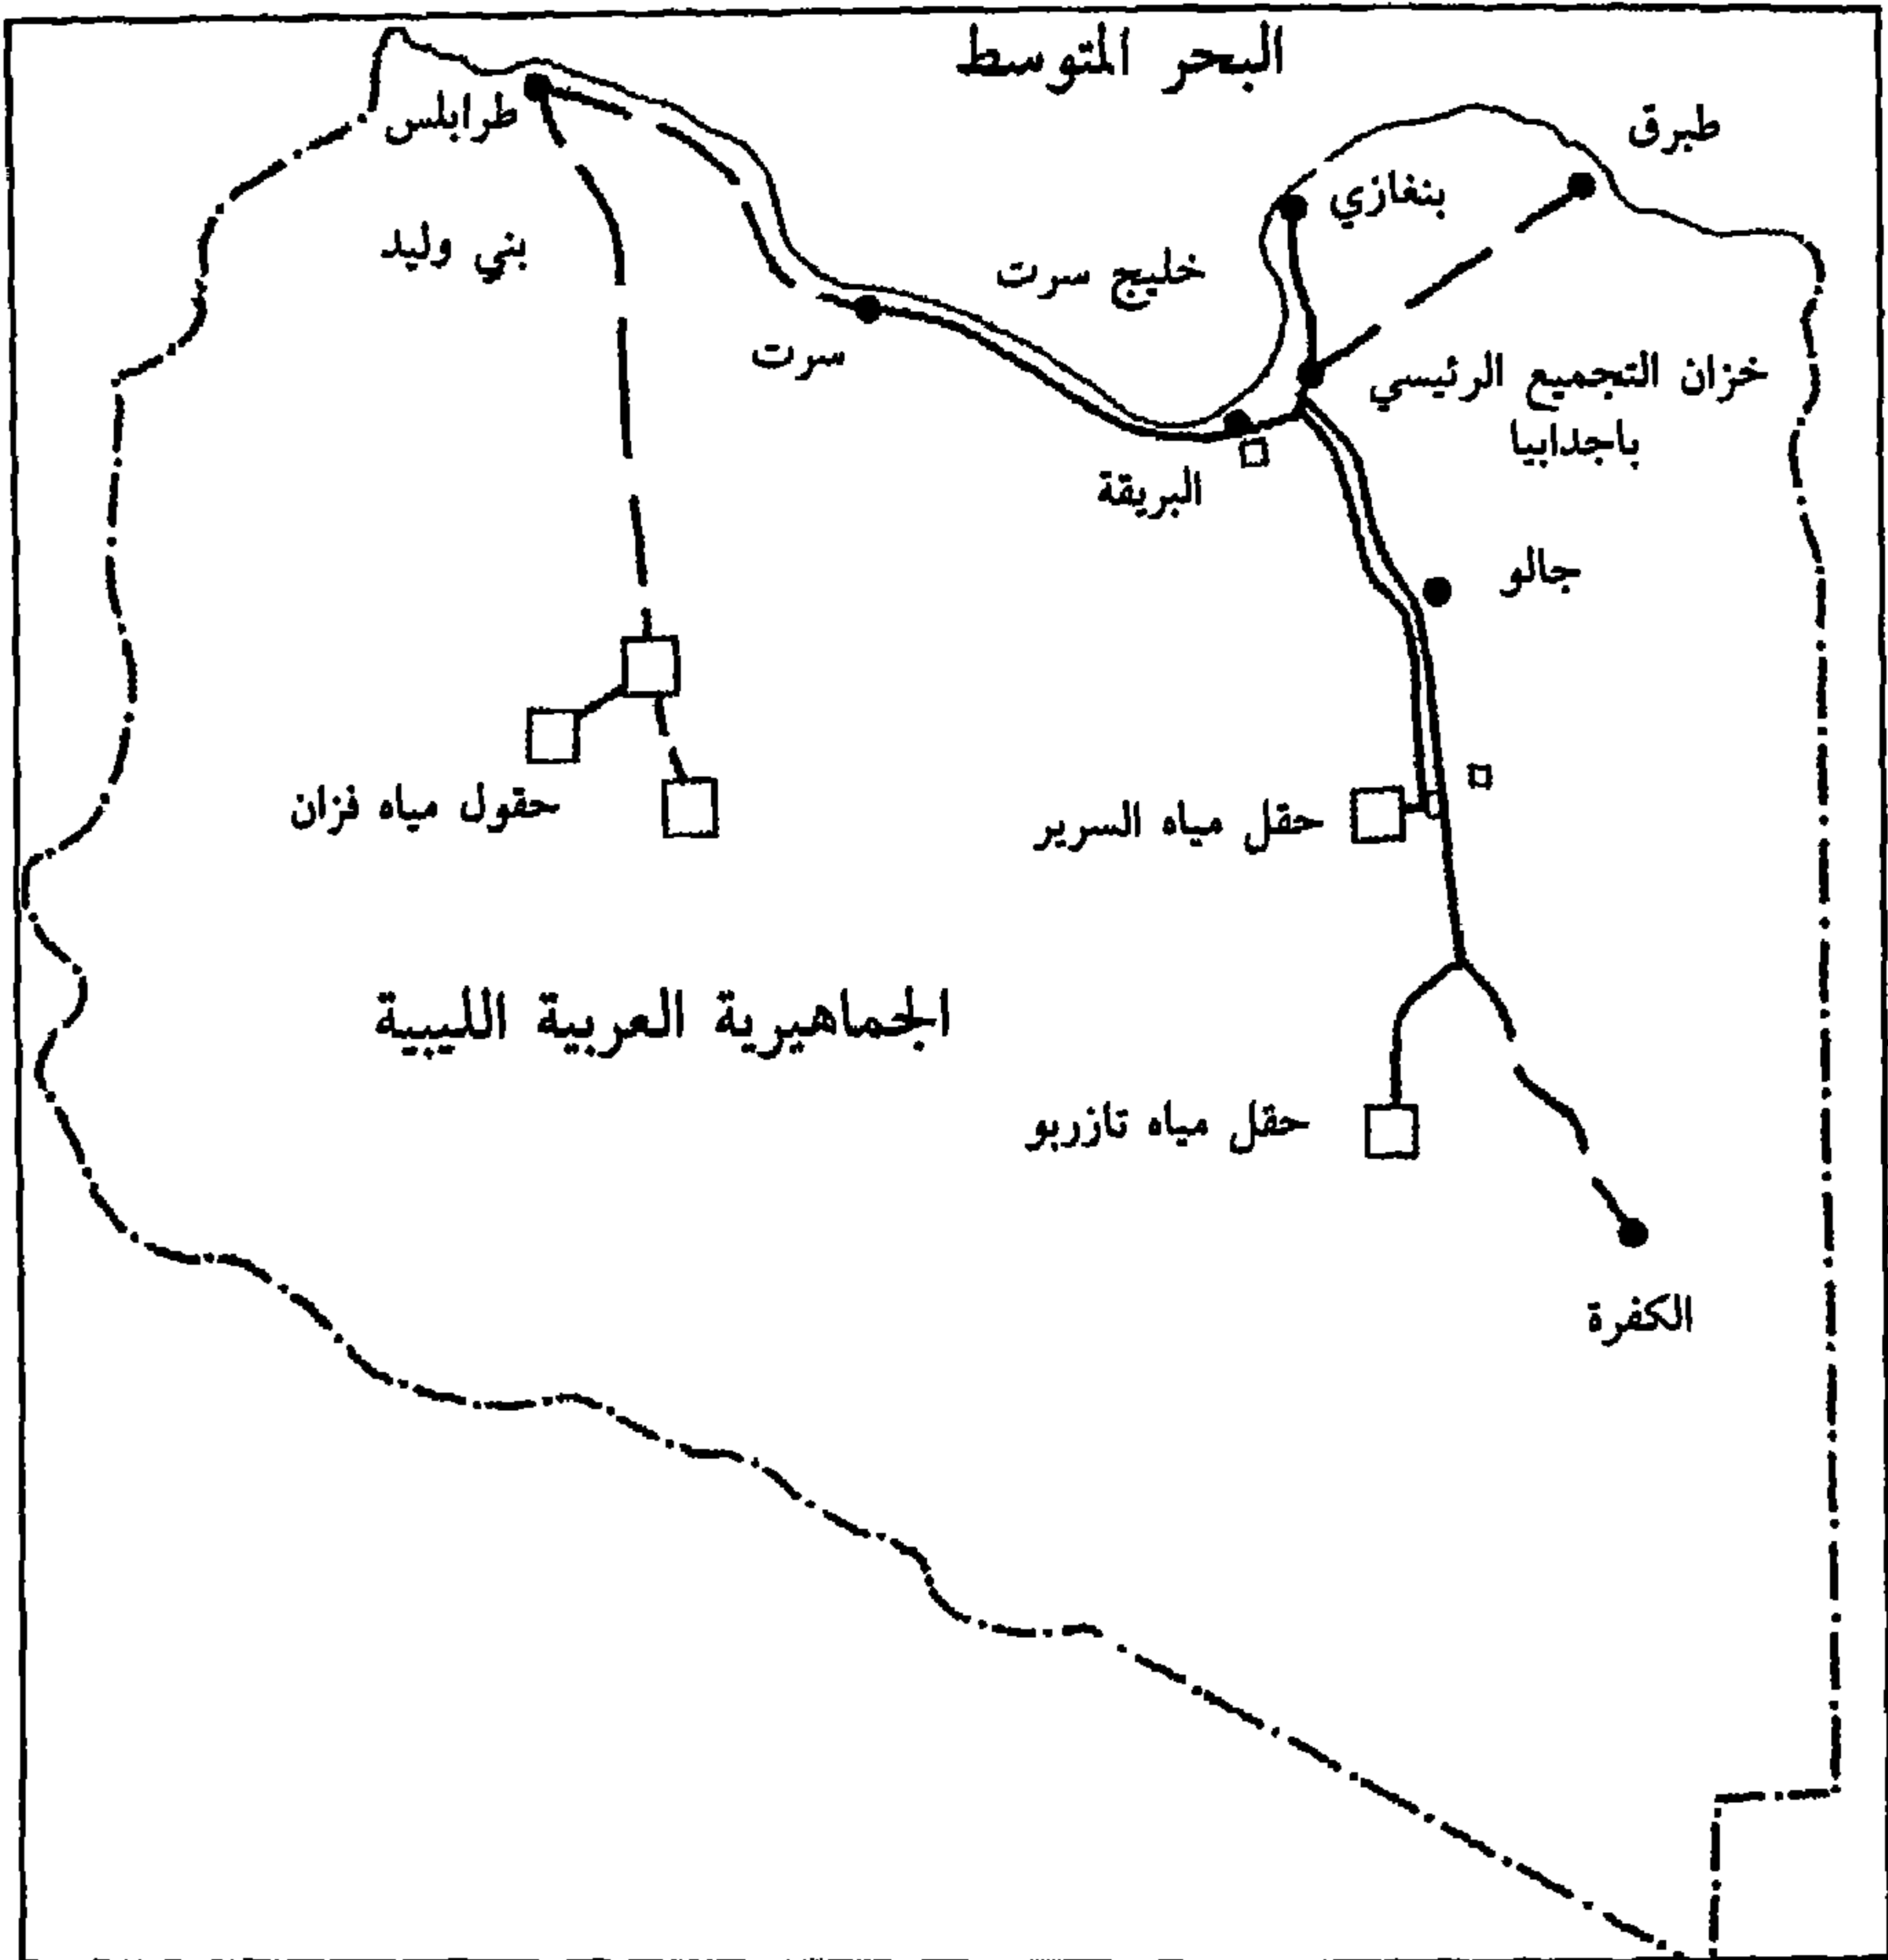 البحر المتوسط
طبرق
طرابلس
بنغازي
بني وليد
خليج سرت
سرت
خزان التجميع الرئيسي
باجدابيا
البريقة
جالو
حقول مياه فزان
حقل مياه السرير
الجماهيرية العربية الليبية
حقل مياه تازربو
الكفرة